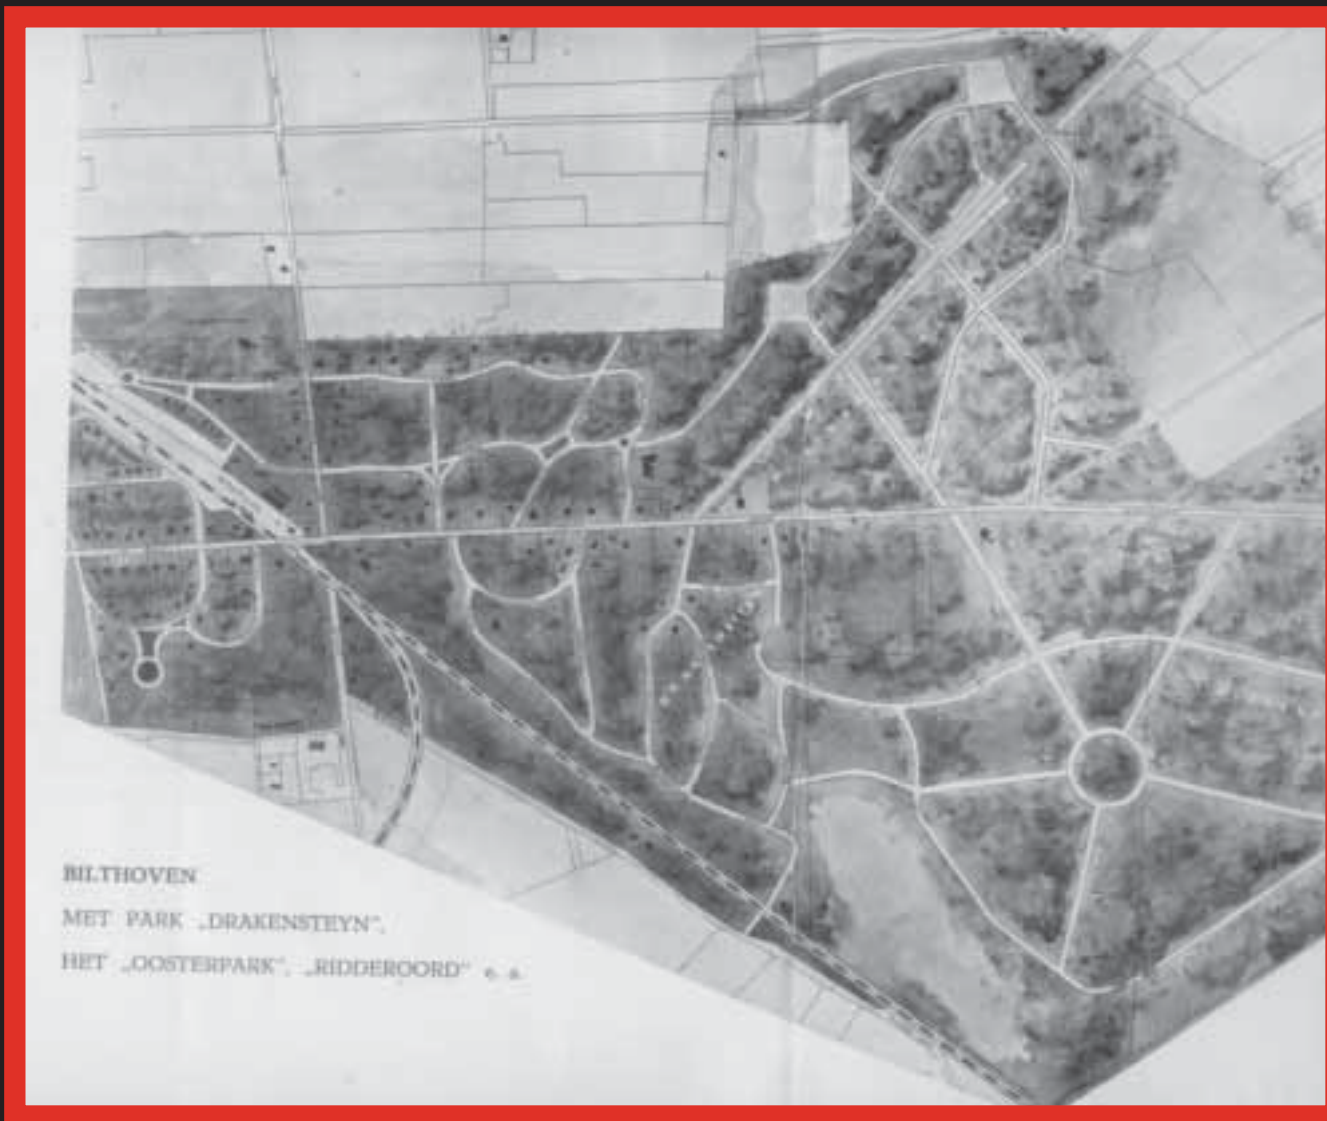 BILTHOVEN
MET PARK „DRAKENSTEYN”,
HET „OOSTERPARK”, „RIDDEROORD” e. a.